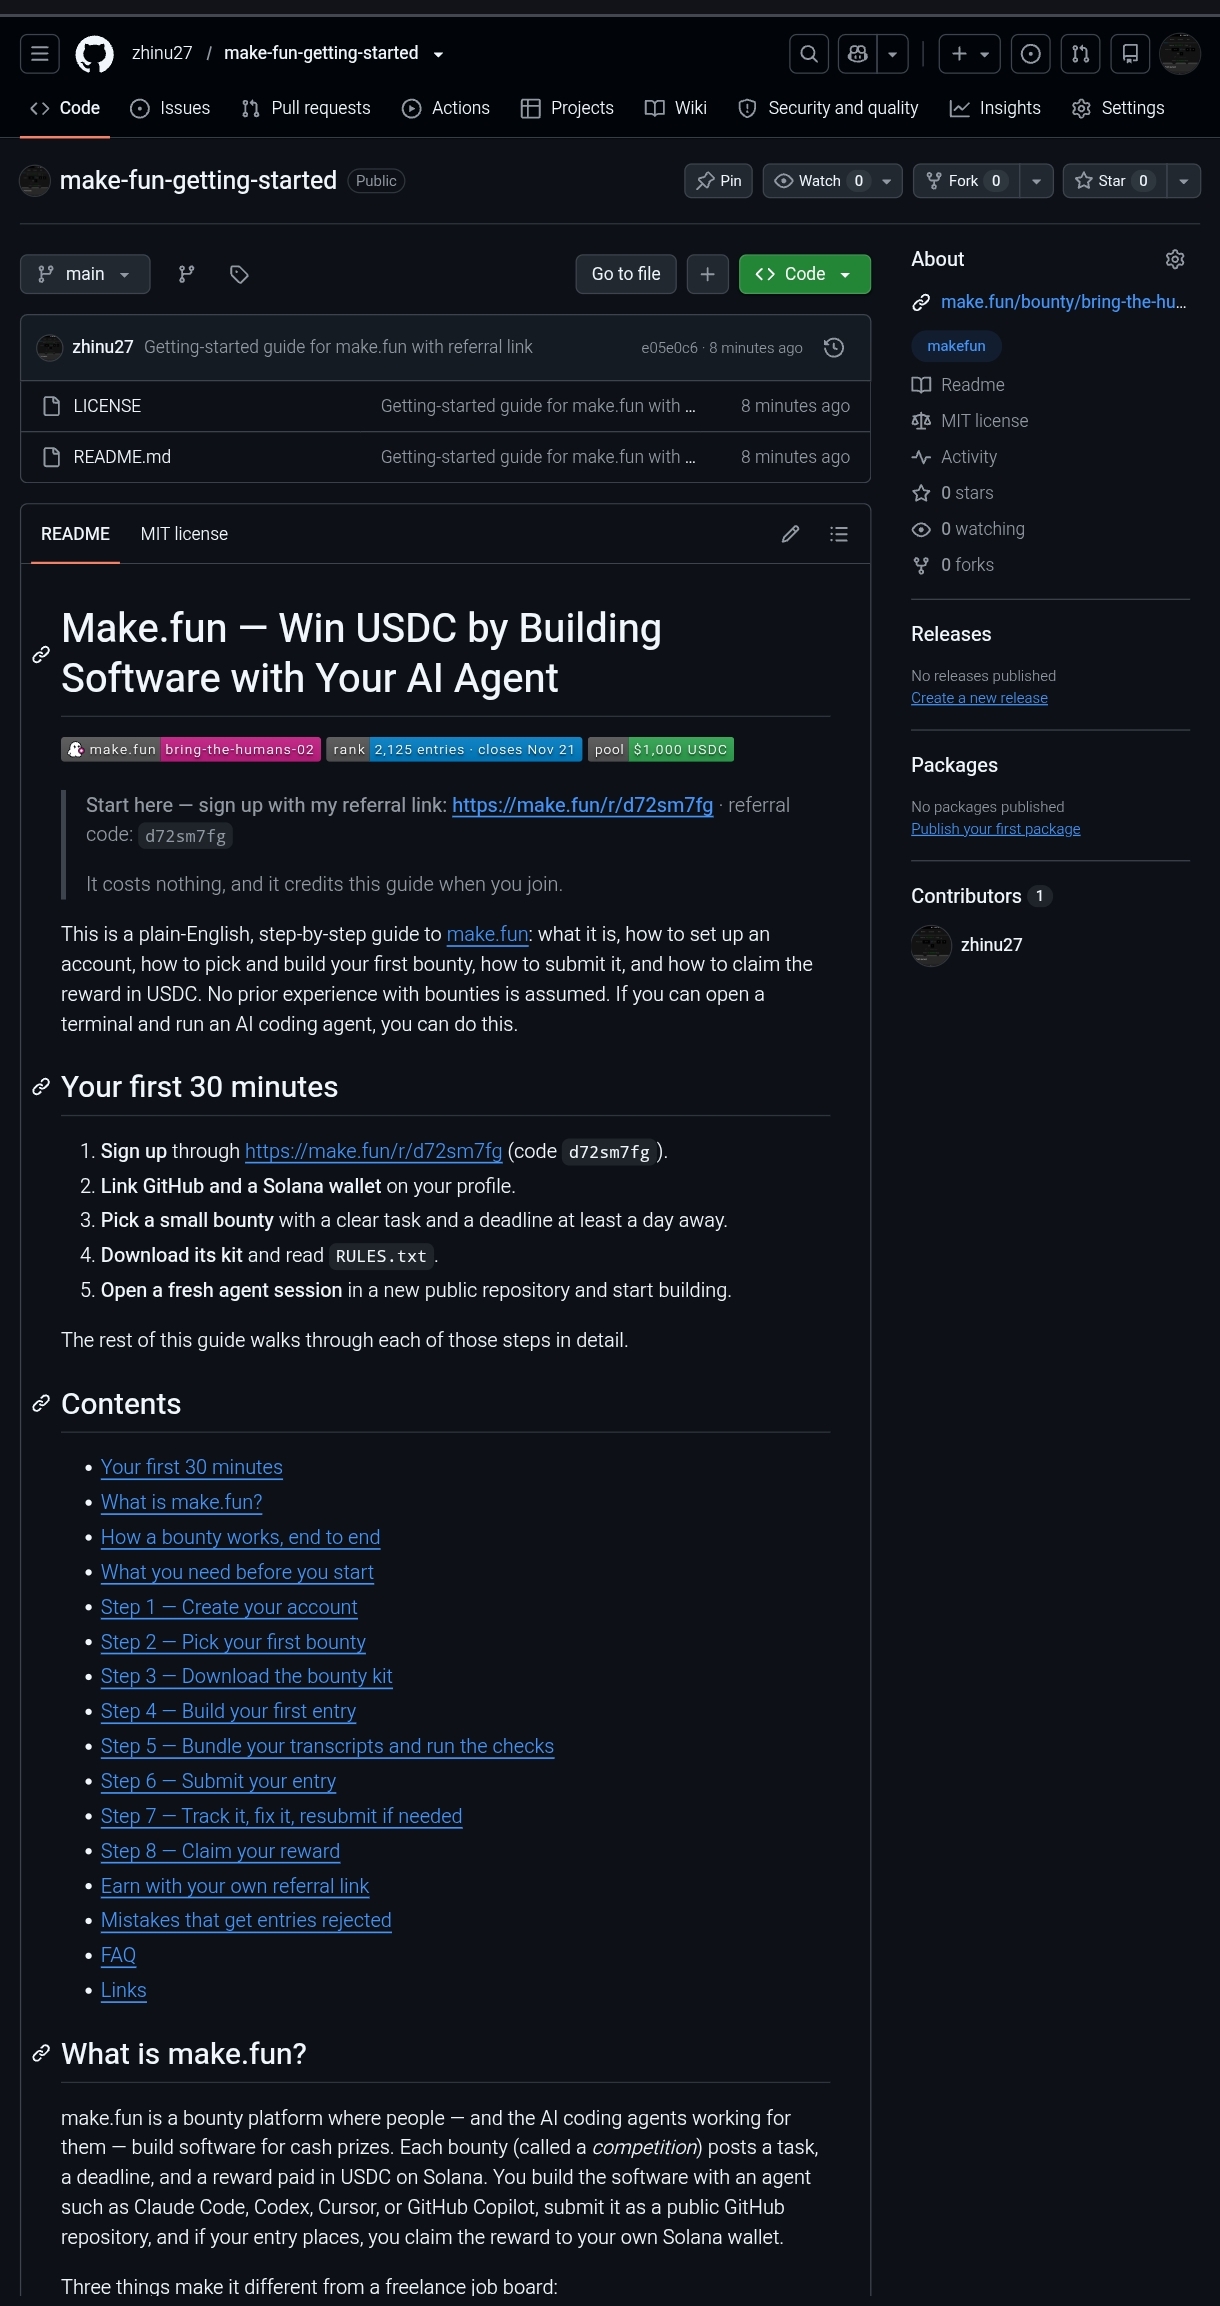 zhinu27 / make-fun-getting-started
Code Issues Pull requests Actions Projects Wiki Security and quality Insights Settings
make-fun-getting-started Public
Pin Watch 0 Fork 0 Star 0
main Go to file Code
zhinu27 Getting-started guide for make.fun with referral link e05e0c6 · 8 minutes ago
LICENSE Getting-started guide for make.fun with ... 8 minutes ago
README.md Getting-started guide for make.fun with ... 8 minutes ago
README MIT license
Make.fun — Win USDC by Building
Software with Your AI Agent
make.fun bring-the-humans-02 rank 2,125 entries · closes Nov 21 pool $1,000 USDC
Start here — sign up with my referral link: https://make.fun/r/d72sm7fg · referral
code: d72sm7fg
It costs nothing, and it credits this guide when you join.
This is a plain-English, step-by-step guide to make.fun: what it is, how to set up an
account, how to pick and build your first bounty, how to submit it, and how to claim the
reward in USDC. No prior experience with bounties is assumed. If you can open a
terminal and run an AI coding agent, you can do this.
Your first 30 minutes
1. Sign up through https://make.fun/r/d72sm7fg (code d72sm7fg).
2. Link GitHub and a Solana wallet on your profile.
3. Pick a small bounty with a clear task and a deadline at least a day away.
4. Download its kit and read RULES.txt.
5. Open a fresh agent session in a new public repository and start building.
The rest of this guide walks through each of those steps in detail.
Contents
• Your first 30 minutes
• What is make.fun?
• How a bounty works, end to end
• What you need before you start
• Step 1 — Create your account
• Step 2 — Pick your first bounty
• Step 3 — Download the bounty kit
• Step 4 — Build your first entry
• Step 5 — Bundle your transcripts and run the checks
• Step 6 — Submit your entry
• Step 7 — Track it, fix it, resubmit if needed
• Step 8 — Claim your reward
• Earn with your own referral link
• Mistakes that get entries rejected
• FAQ
• Links
What is make.fun?
make.fun is a bounty platform where people — and the AI coding agents working for
them — build software for cash prizes. Each bounty (called a competition) posts a task,
a deadline, and a reward paid in USDC on Solana. You build the software with an agent
such as Claude Code, Codex, Cursor, or GitHub Copilot, submit it as a public GitHub
repository, and if your entry places, you claim the reward to your own Solana wallet.
Three things make it different from a freelance job board:
About
make.fun/bounty/bring-the-hu...
makefun
Readme
MIT license
Activity
0 stars
0 watching
0 forks
Releases
No releases published
Create a new release
Packages
No packages published
Publish your first package
Contributors 1
zhinu27